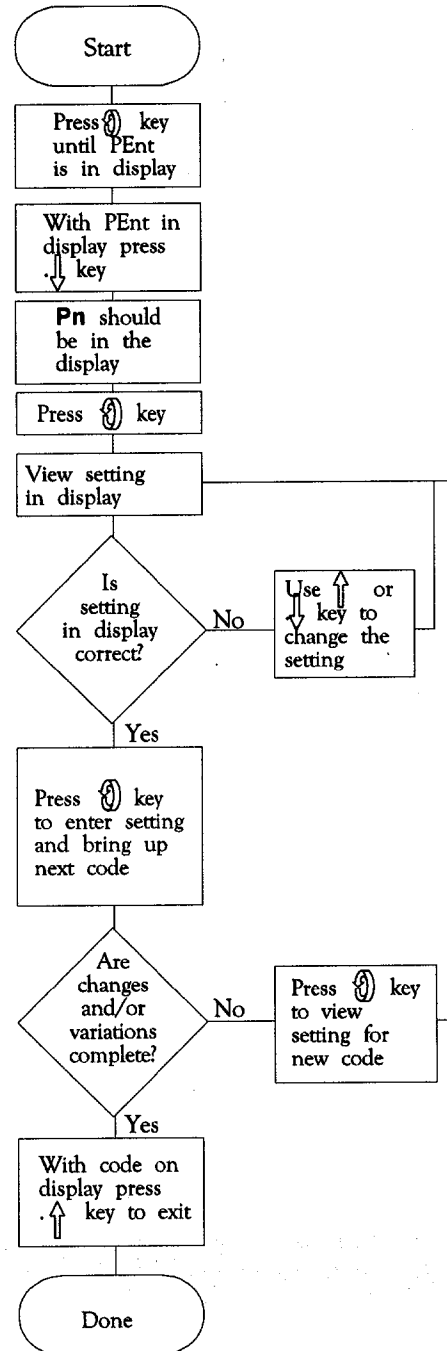 Start
Press key
until PEnt
is in display
With PEnt in
display press
. key
Pn should
be in the
display
Press key
View setting
in display
Is
setting
in display
correct?
No
Use or
key to
change the
setting
Yes
Press key
to enter setting
and bring up
next code
Are
changes
and/or
variations
complete?
No
Press key
to view
setting for
new code
Yes
With code on
display press
. key to exit
Done